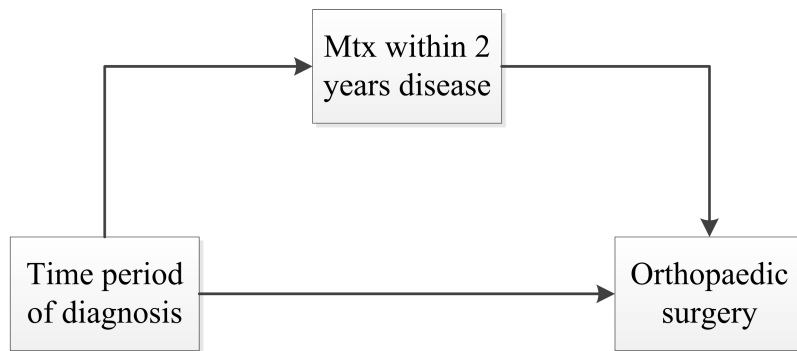 Mtx within 2
years disease
Time period
of diagnosis
Orthopaedic
surgery